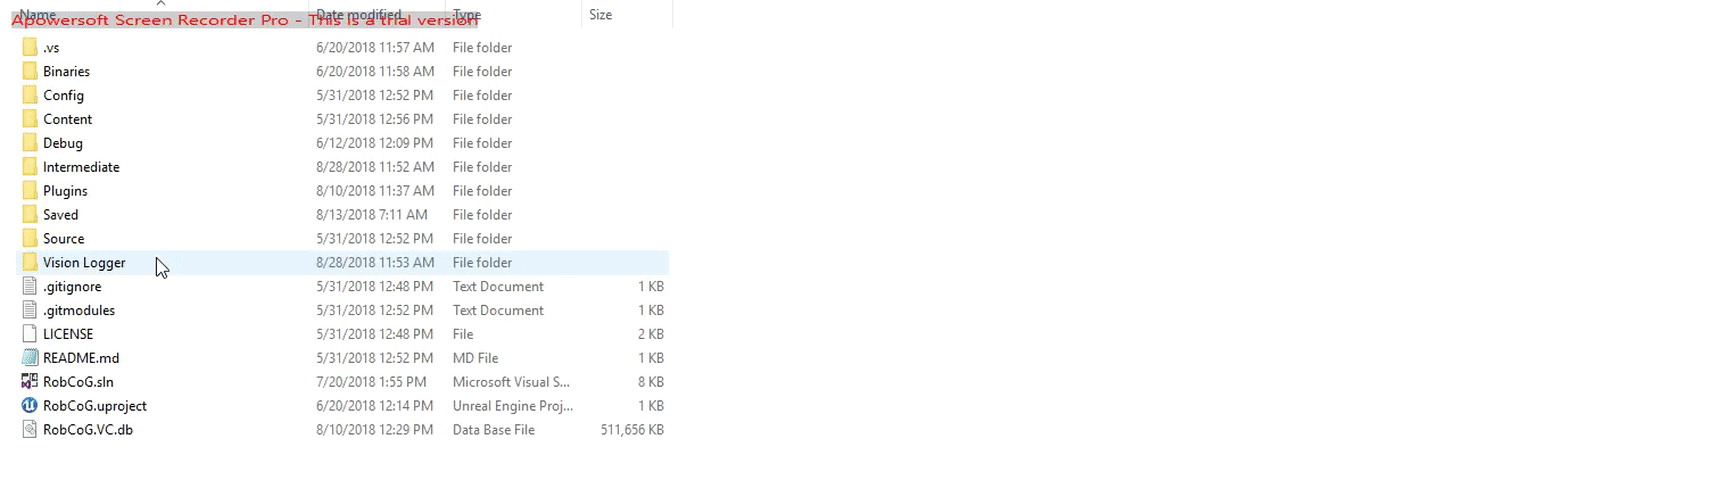 Name Date modified Type Size
Apowersoft Screen Recorder Pro - This is a trial version
.vs 6/20/2018 11:57 AM File folder
Binaries 6/20/2018 11:58 AM File folder
Config 5/31/2018 12:52 PM File folder
Content 5/31/2018 12:56 PM File folder
Debug 6/12/2018 12:09 PM File folder
Intermediate 8/28/2018 11:52 AM File folder
Plugins 8/10/2018 11:37 AM File folder
Saved 8/13/2018 7:11 AM File folder
Source 5/31/2018 12:52 PM File folder
Vision Logger 8/28/2018 11:53 AM File folder
.gitignore 5/31/2018 12:48 PM Text Document 1 KB
.gitmodules 5/31/2018 12:52 PM Text Document 1 KB
LICENSE 5/31/2018 12:48 PM File 2 KB
README.md 5/31/2018 12:52 PM MD File 1 KB
RobCoG.sln 7/20/2018 1:55 PM Microsoft Visual S... 8 KB
RobCoG.uproject 6/20/2018 12:14 PM Unreal Engine Proj... 1 KB
RobCoG.VC.db 8/10/2018 12:29 PM Data Base File 511,656 KB